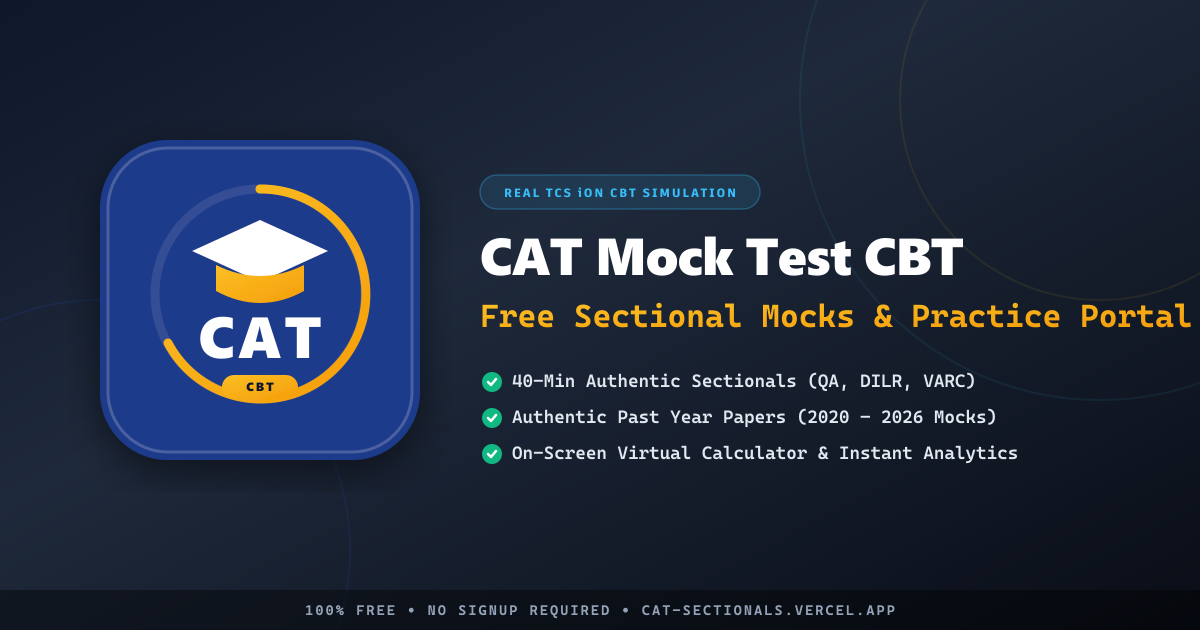 CAT
CBT
REAL TCS iON CBT SIMULATION
CAT Mock Test CBT
Free Sectional Mocks & Practice Portal
40-Min Authentic Sectionals (QA, DILR, VARC)
Authentic Past Year Papers (2020 - 2026 Mocks)
On-Screen Virtual Calculator & Instant Analytics
100% FREE • NO SIGNUP REQUIRED • CAT-SECTIONALS.VERCEL.APP